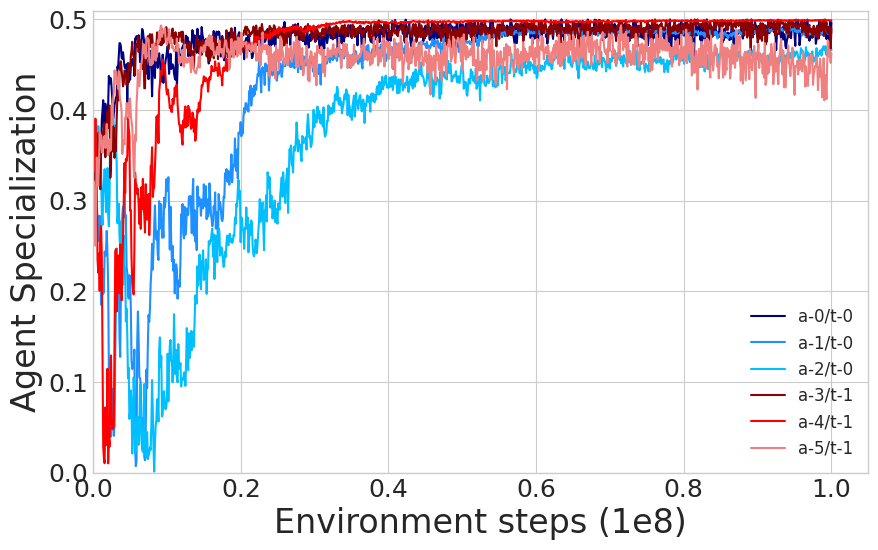 Agent Specialization
0.5
0.4
0.3
0.2
0.1
0.0
a-0/t-0
a-1/t-0
a-2/t-0
a-3/t-1
a-4/t-1
a-5/t-1
0.0 0.2 0.4 0.6 0.8 1.0
Environment steps (1e8)